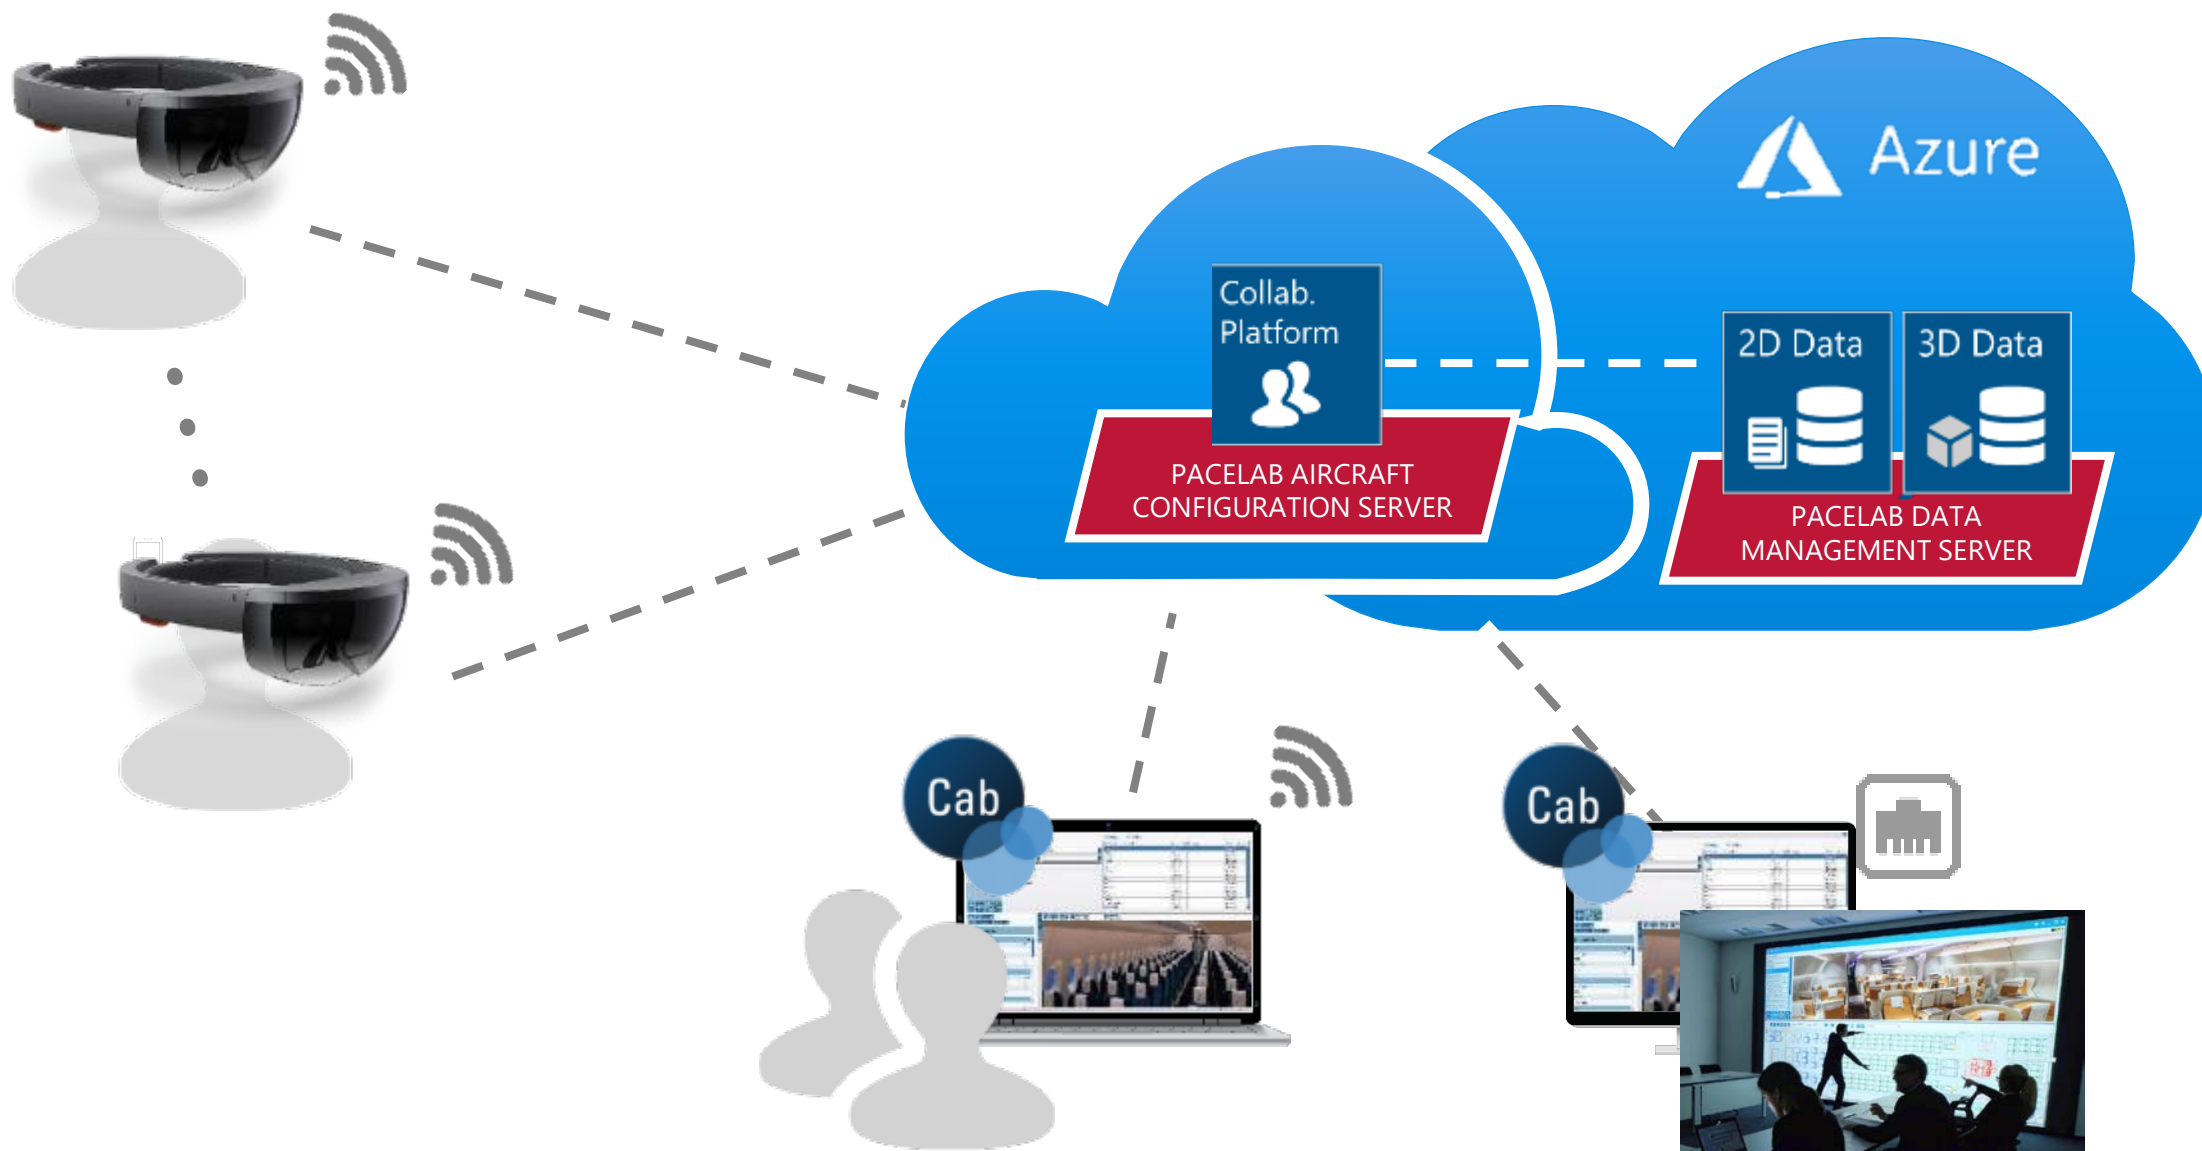 Azure
Collab.
Platform
2D Data
3D Data
PACELAB AIRCRAFT
CONFIGURATION SERVER
PACELAB DATA
MANAGEMENT SERVER
Cab
Cab